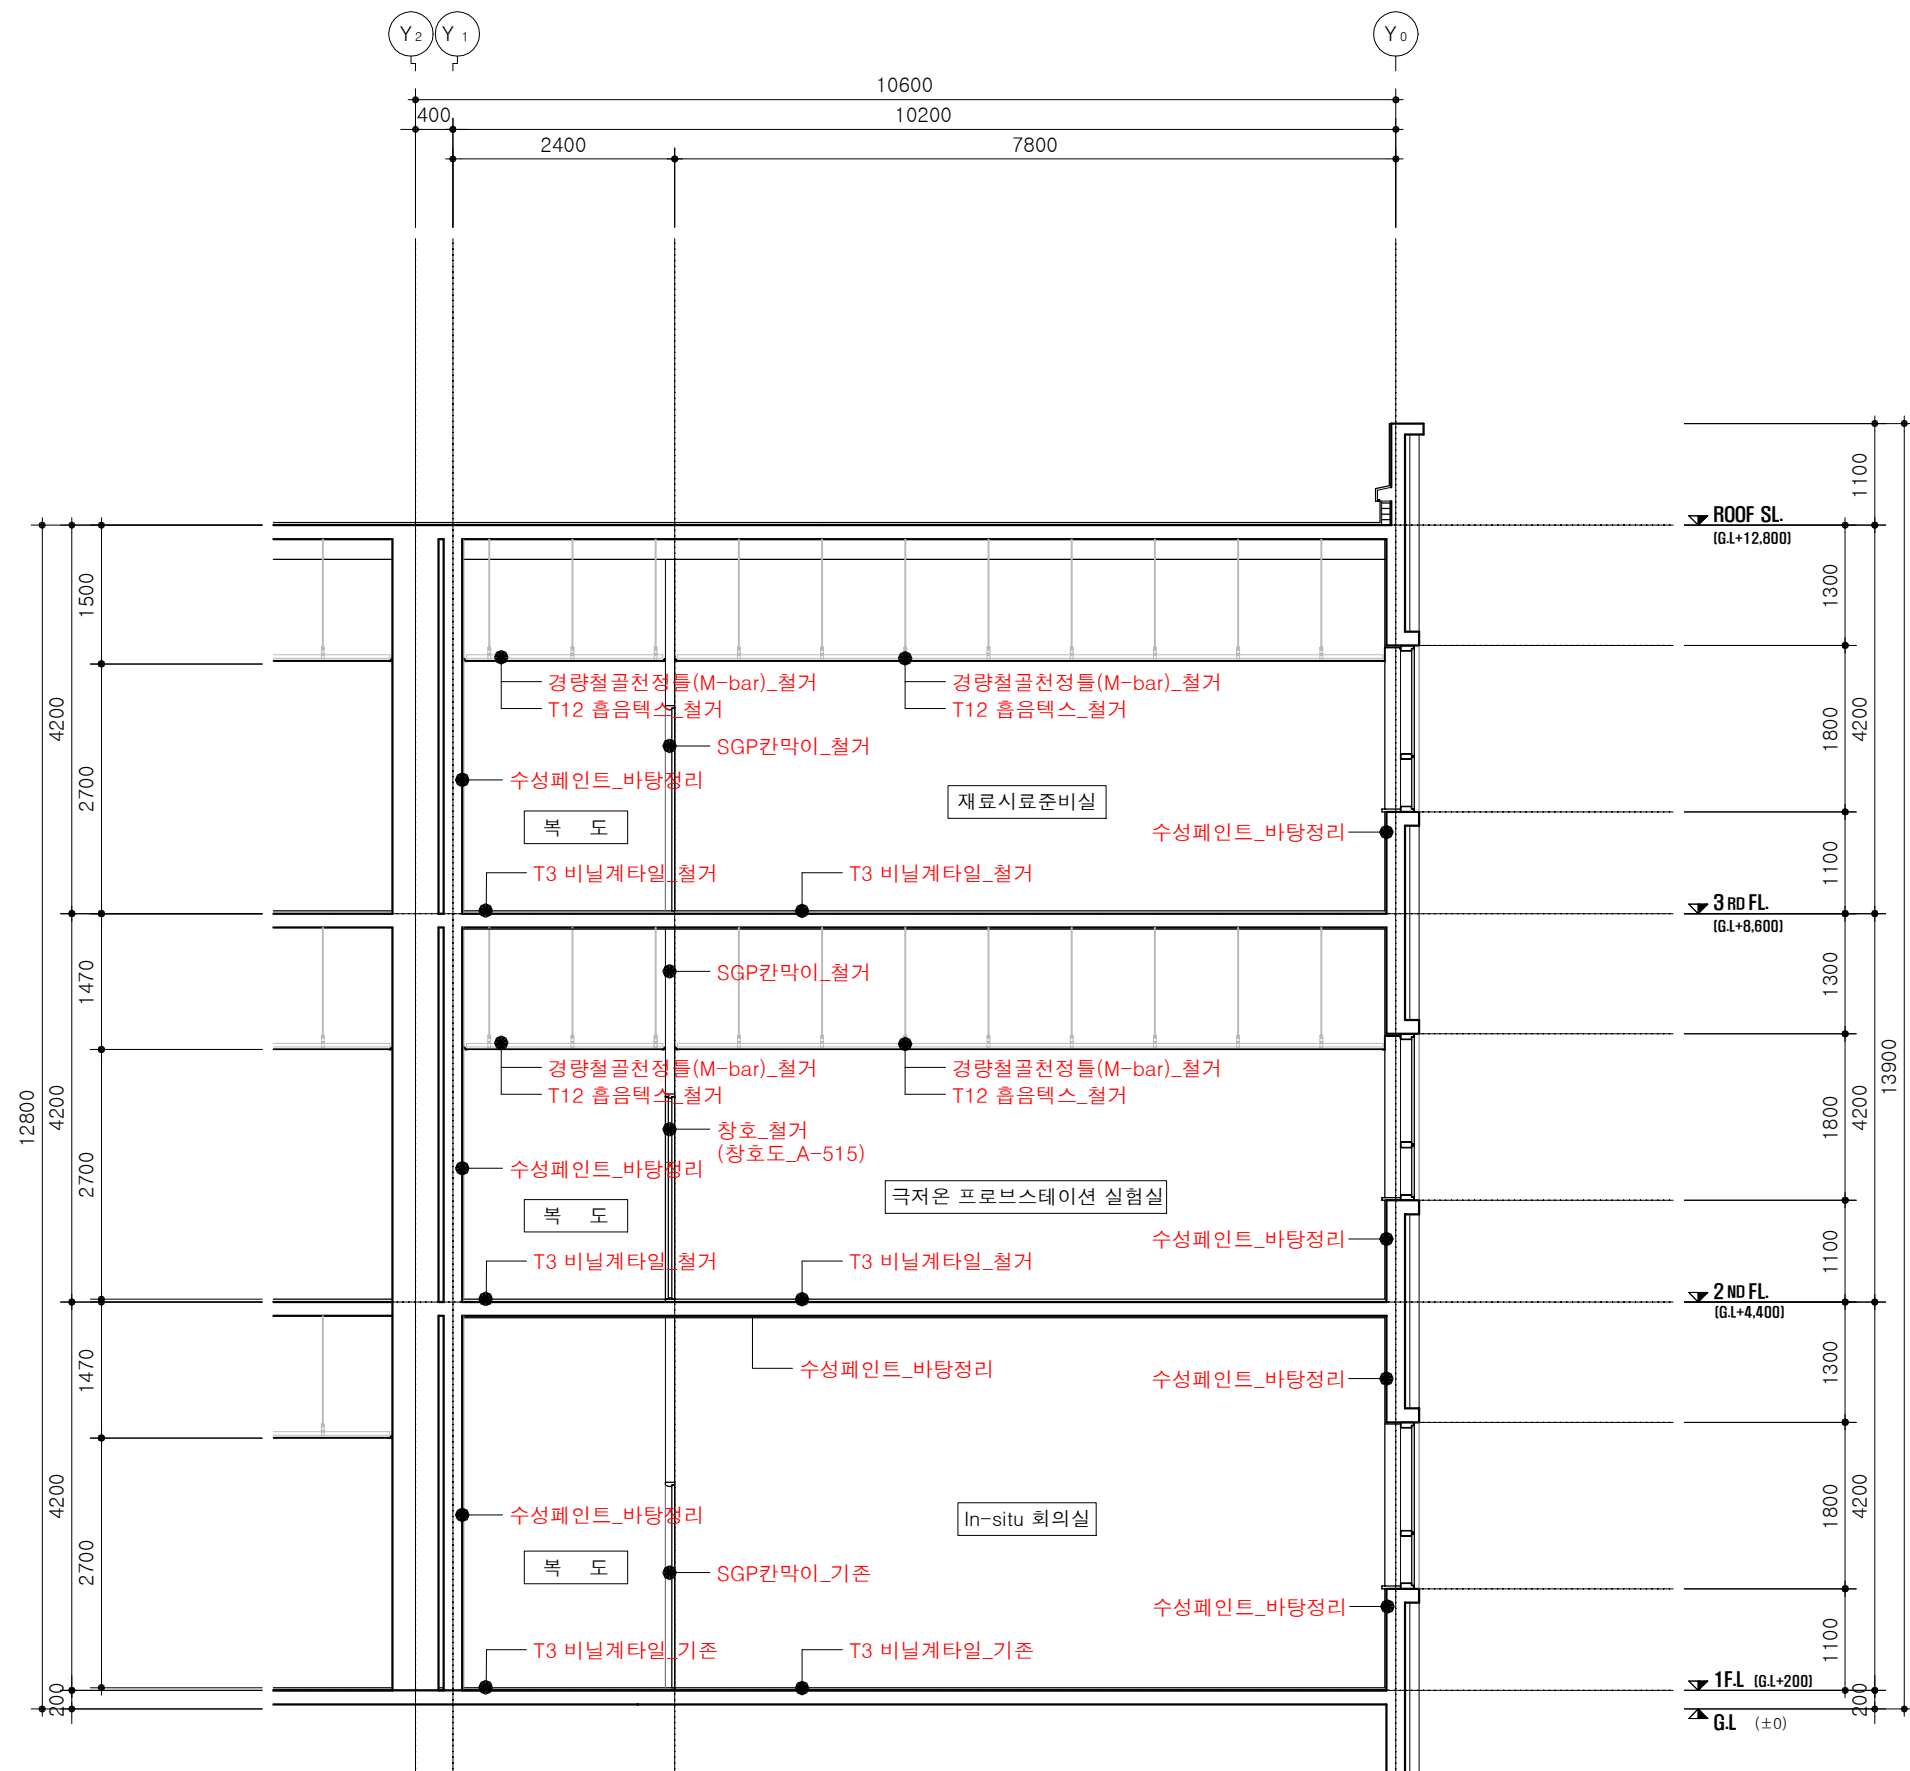 Y2 Y1 Y0
10600
400 10200
2400 7800
1100
ROOF SL.
(G.L+12,800)
1500
1300
경량철골천정틀(M-bar)_철거 경량철골천정틀(M-bar)_철거
T12 흡음텍스_철거 T12 흡음텍스_철거
4200
SGP칸막이_철거
1800 4200
2700
수성페인트_바탕정리
재료시료준비실
복 도
수성페인트_바탕정리
T3 비닐계타일_철거 T3 비닐계타일_철거
1100
3 RD FL.
(G.L+8,600)
1470
SGP칸막이_철거
1300
13900
경량철골천정틀(M-bar)_철거 경량철골천정틀(M-bar)_철거
T12 흡음텍스_철거 T12 흡음텍스_철거
12800
4200
창호_철거
(창호도_A-515)
1800 4200
2700
수성페인트_바탕정리
극저온 프로브스테이션 실험실
복 도
수성페인트_바탕정리
T3 비닐계타일_철거 T3 비닐계타일_철거
1100
2 ND FL.
(G.L+4,400)
1470
수성페인트_바탕정리 수성페인트_바탕정리
1300
4200
수성페인트_바탕정리
In-situ 회의실
1800 4200
2700
복 도
SGP칸막이_기존
수성페인트_바탕정리
T3 비닐계타일_기존 T3 비닐계타일_기존
1100
1F.L (G.L+200)
200 200
G.L (±0)